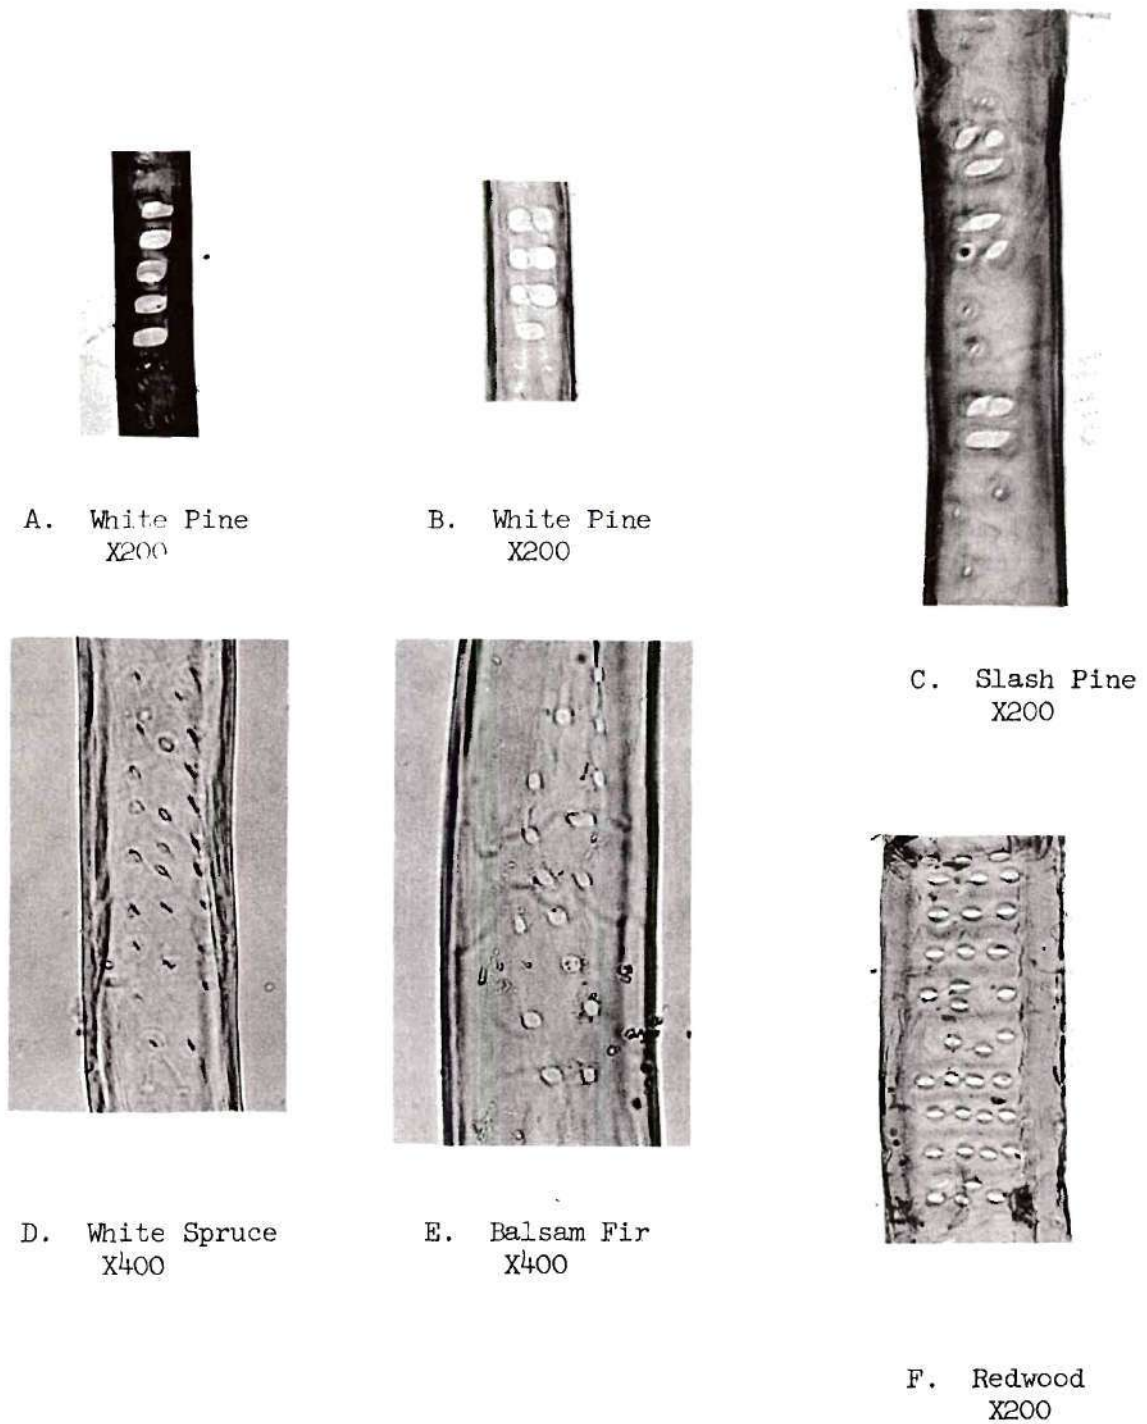 A. White Pine
X200
B. White Pine
X200
C. Slash Pine
X200
D. White Spruce
X400
E. Balsam Fir
X400
F. Redwood
X200